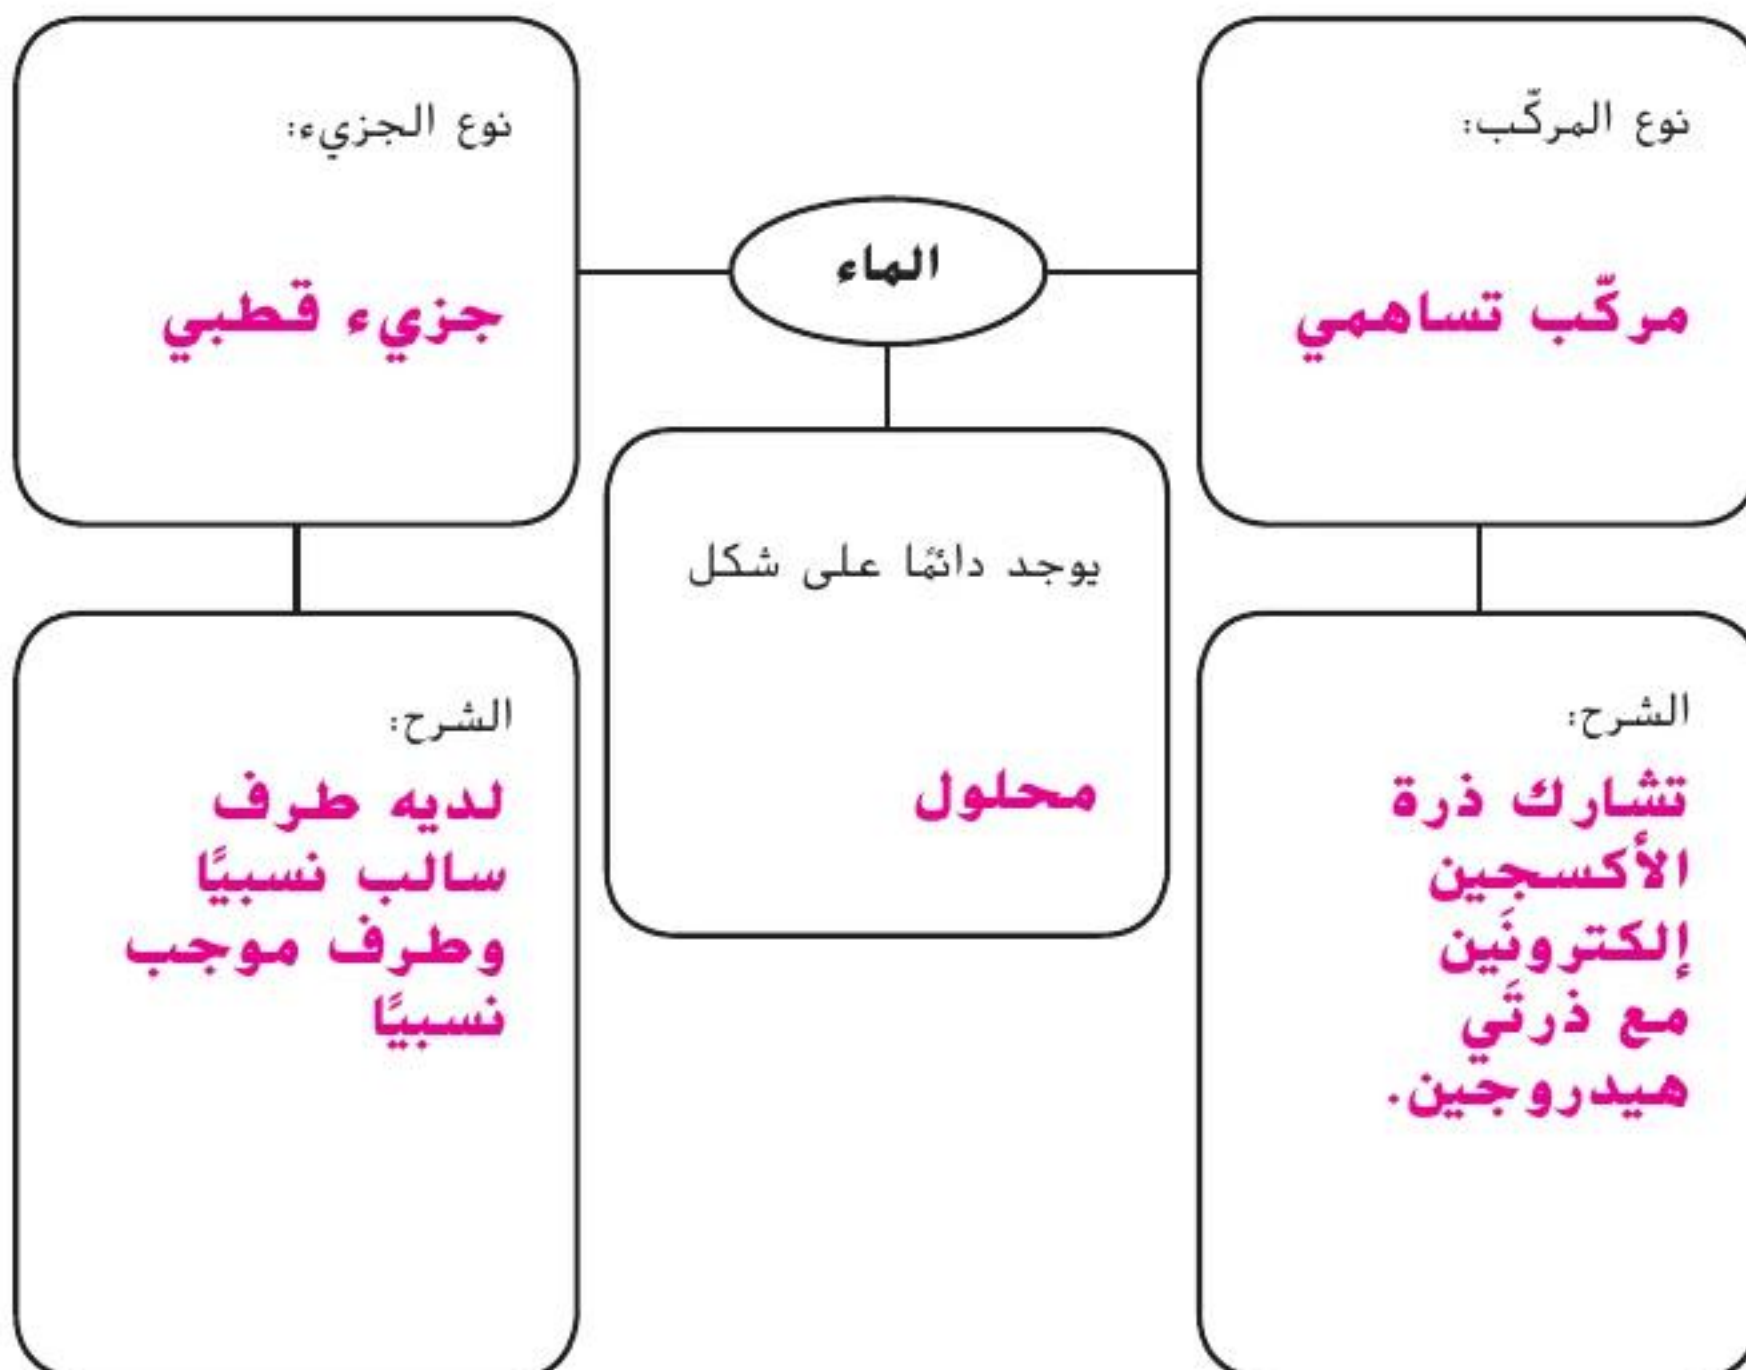 نوع المركّب:
مركّب تساهمي
الماء
نوع الجزيء:
جزيء قطبي
يوجد دائمًا على شكل
محلول
الشرح:
تشارك ذرة
الأكسجين
إلكترونَين
مع ذرتَي
هيدروجين.
الشرح:
لديه طرف
سالب نسبيًا
وطرف موجب
نسبيًا